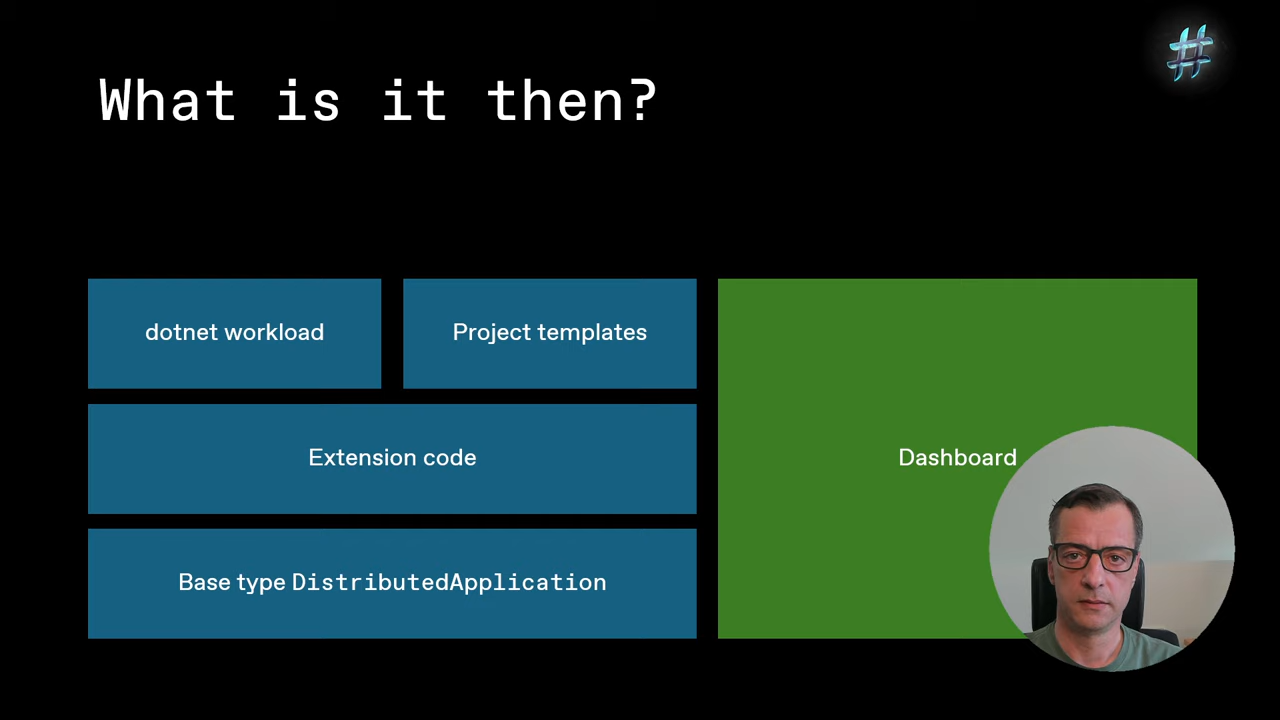 What is it then?
dotnet workload
Project templates
Extension code
Base type DistributedApplication
Dashboard